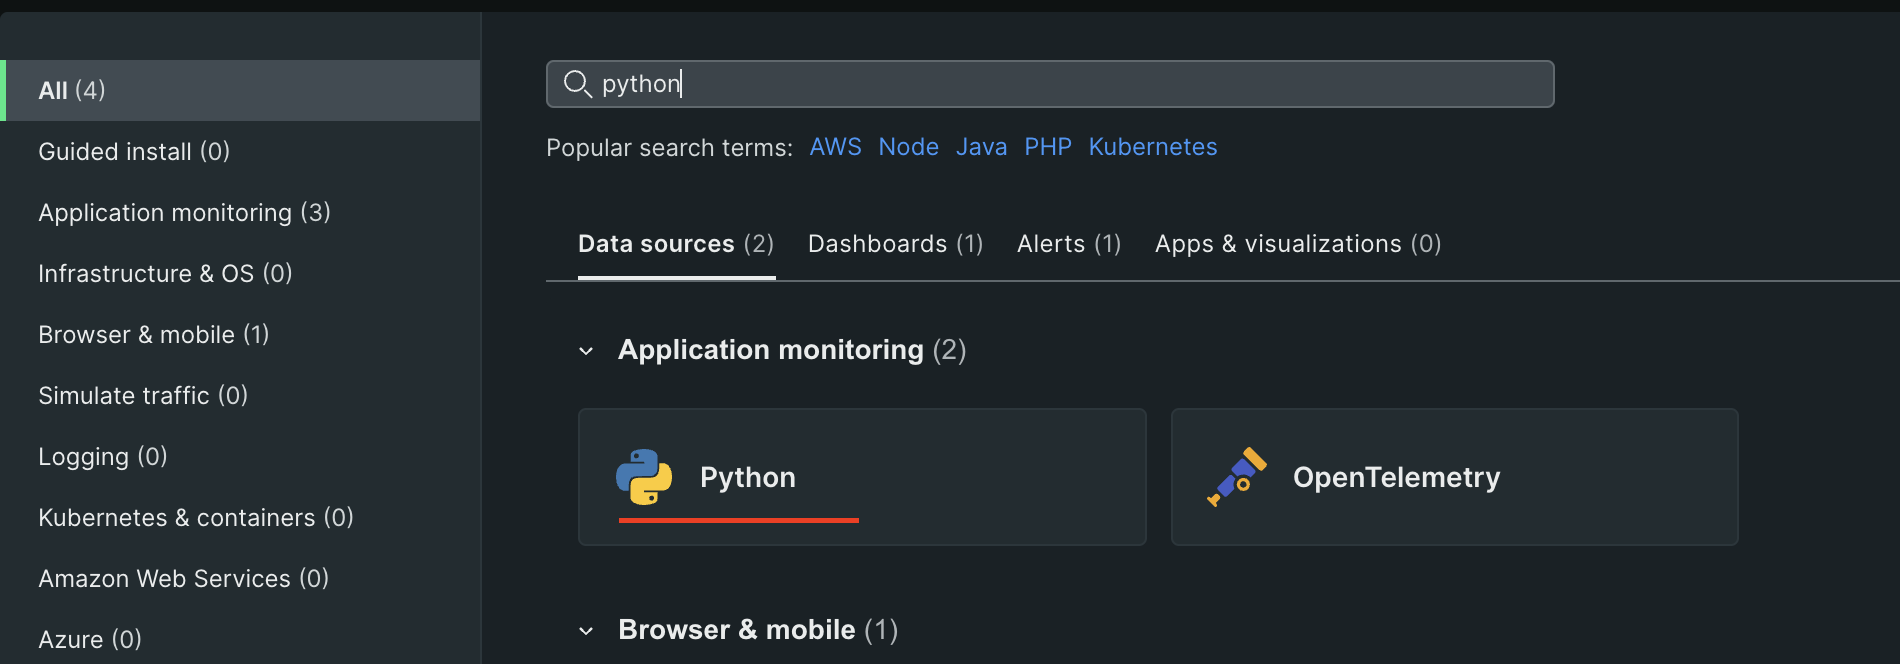 All (4)
Guided install (0)
Application monitoring (3)
Infrastructure & OS (0)
Browser & mobile (1)
Simulate traffic (0)
Logging (0)
Kubernetes & containers (0)
Amazon Web Services (0)
Azure (0)
python
Popular search terms: AWS Node Java PHP Kubernetes
Data sources (2) Dashboards (1) Alerts (1) Apps & visualizations (0)
Application monitoring (2)
Python
OpenTelemetry
Browser & mobile (1)